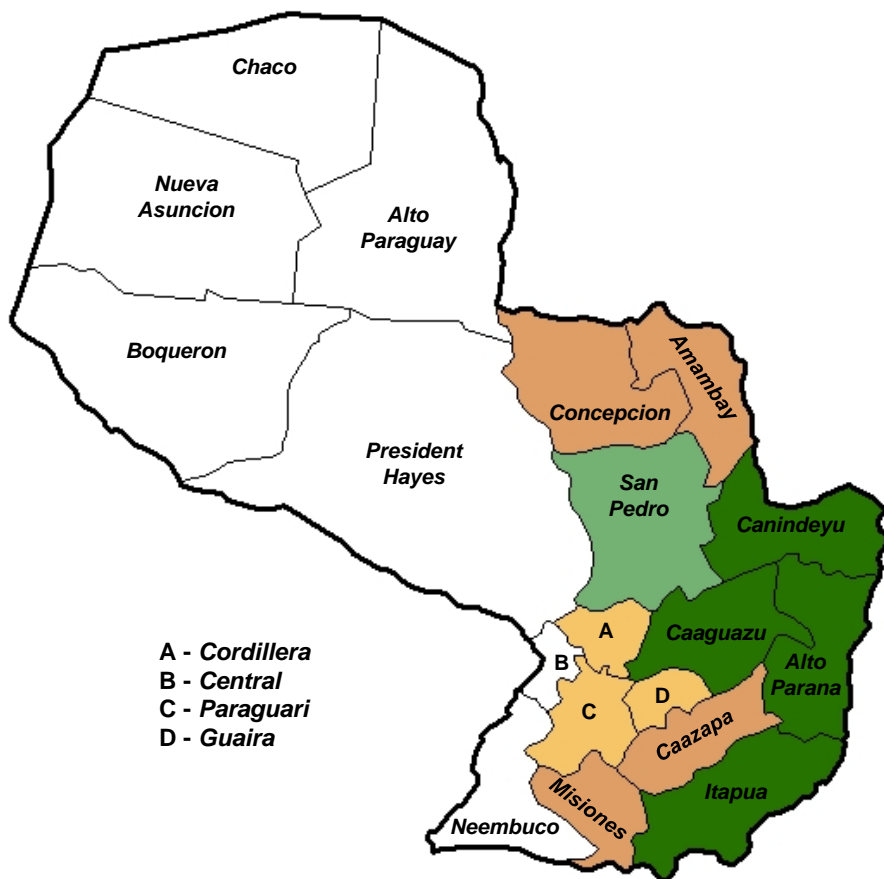 Chaco
Nueva
Asuncion
Alto
Paraguay
Boqueron
President
Hayes
Concepcion
Amambay
San
Pedro
Canindeyu
Caaguazu
Alto
Parana
A
B
C
D
Caazapa
Itapua
Misiones
Neembuco
A - Cordillera
B - Central
C - Paraguari
D - Guaira